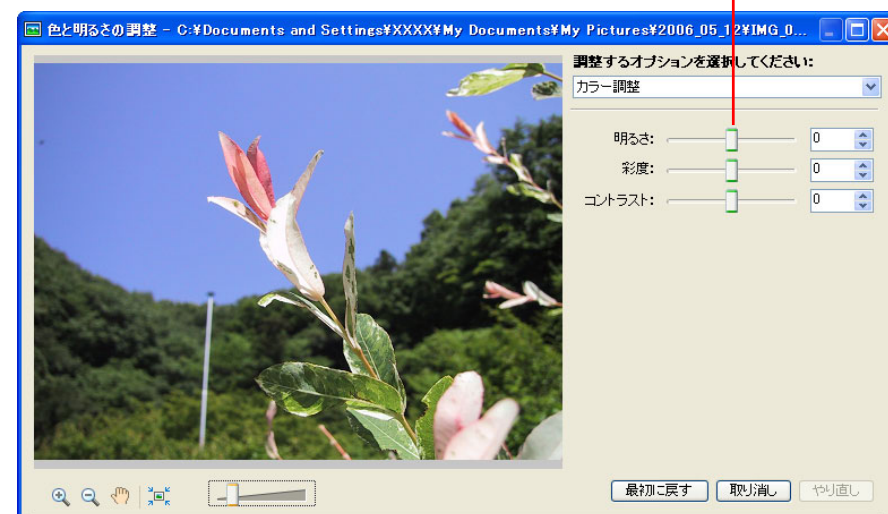 色と明るさの調整 - C:¥Documents and Settings¥XXXX¥My Documents¥My Pictures¥2006_05_12¥IMG_0...
調整するオプションを選択してください:
カラー調整
明るさ: 0
彩度: 0
コントラスト: 0
最初に戻す 取り消し やり直し